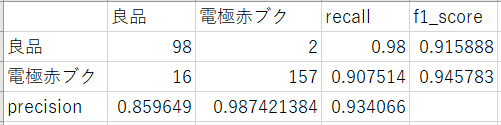 良品 電極赤ブク recall f1_score
良品 98 2 0.98 0.915888
電極赤ブク 16 157 0.907514 0.945783
precision 0.859649 0.987421384 0.934066